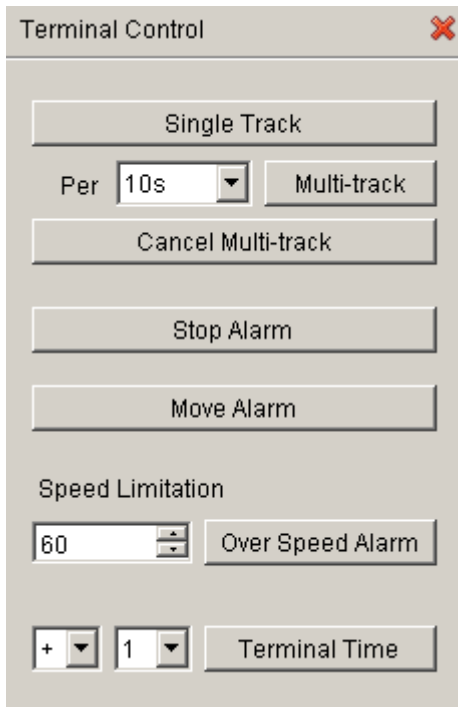 Terminal Control
Single Track
Per 10s Multi-track
Cancel Multi-track
Stop Alarm
Move Alarm
Speed Limitation
60 Over Speed Alarm
+ 1 Terminal Time